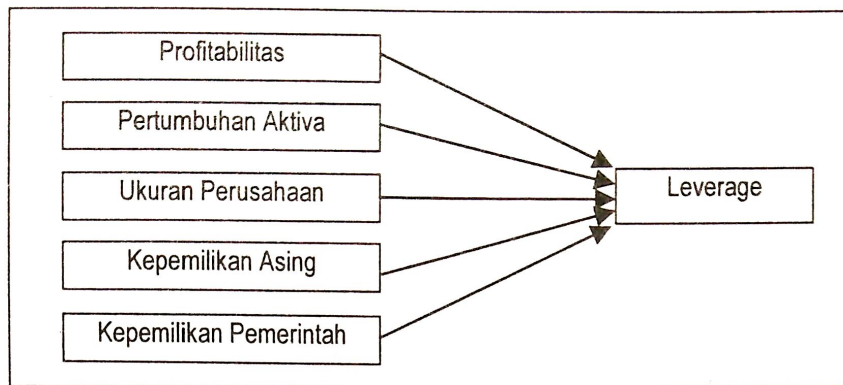 Profitabilitas
Pertumbuhan Aktiva
Ukuran Perusahaan
Leverage
Kepemilikan Asing
Kepemilikan Pemerintah